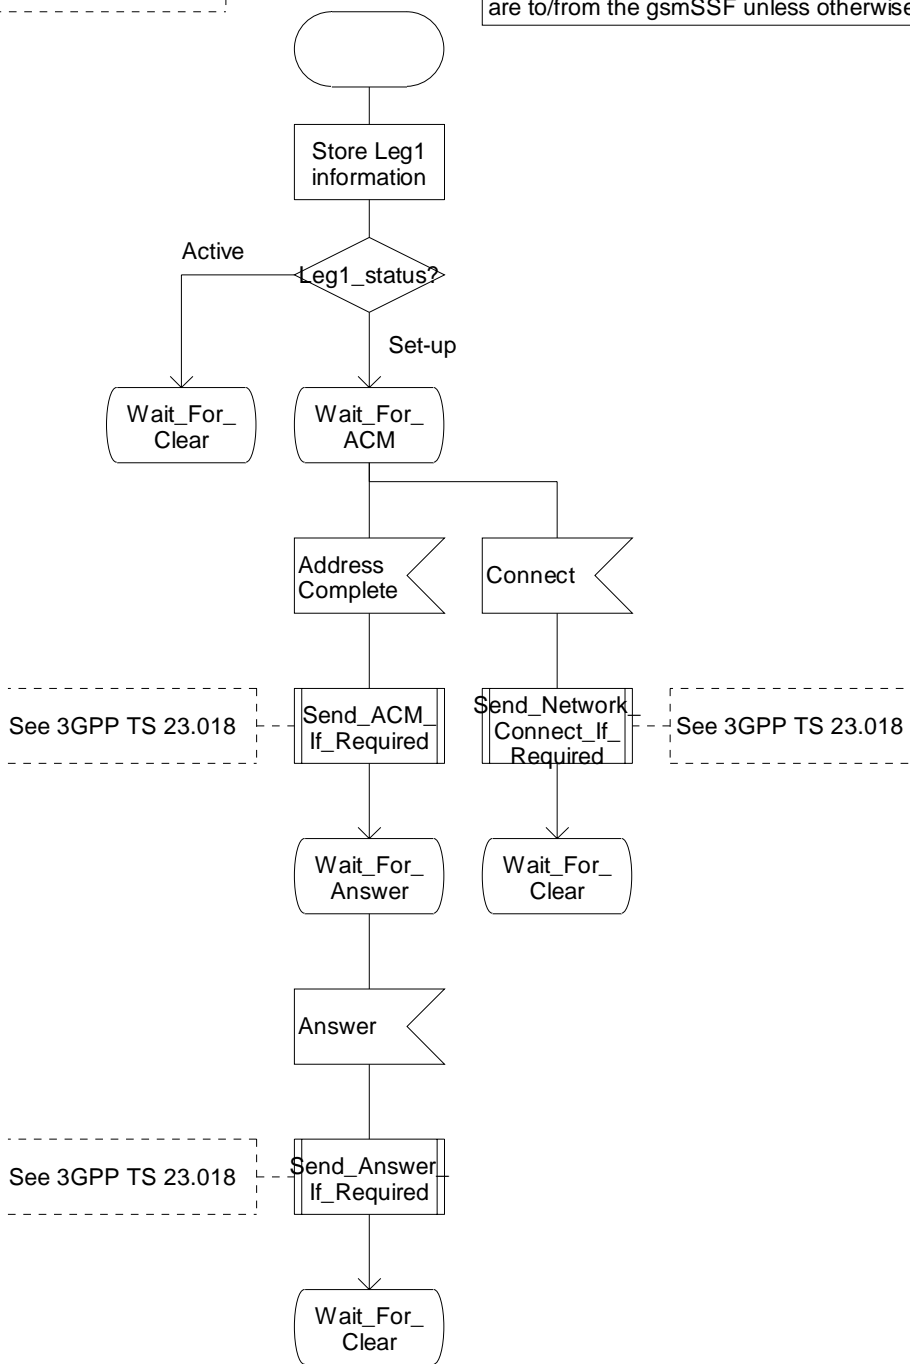 are to/from the gsmSSF unless otherwise
Store Leg1
information
Active
Leg1_status?
Set-up
Wait_For_
Clear
Wait_For_
ACM
Address
Complete
Connect
See 3GPP TS 23.018
Send_ACM_
If_Required
Send_Network_
Connect_If_
Required
See 3GPP TS 23.018
Wait_For_
Answer
Wait_For_
Clear
Answer
See 3GPP TS 23.018
Send_Answer_
If_Required
Wait_For_
Clear